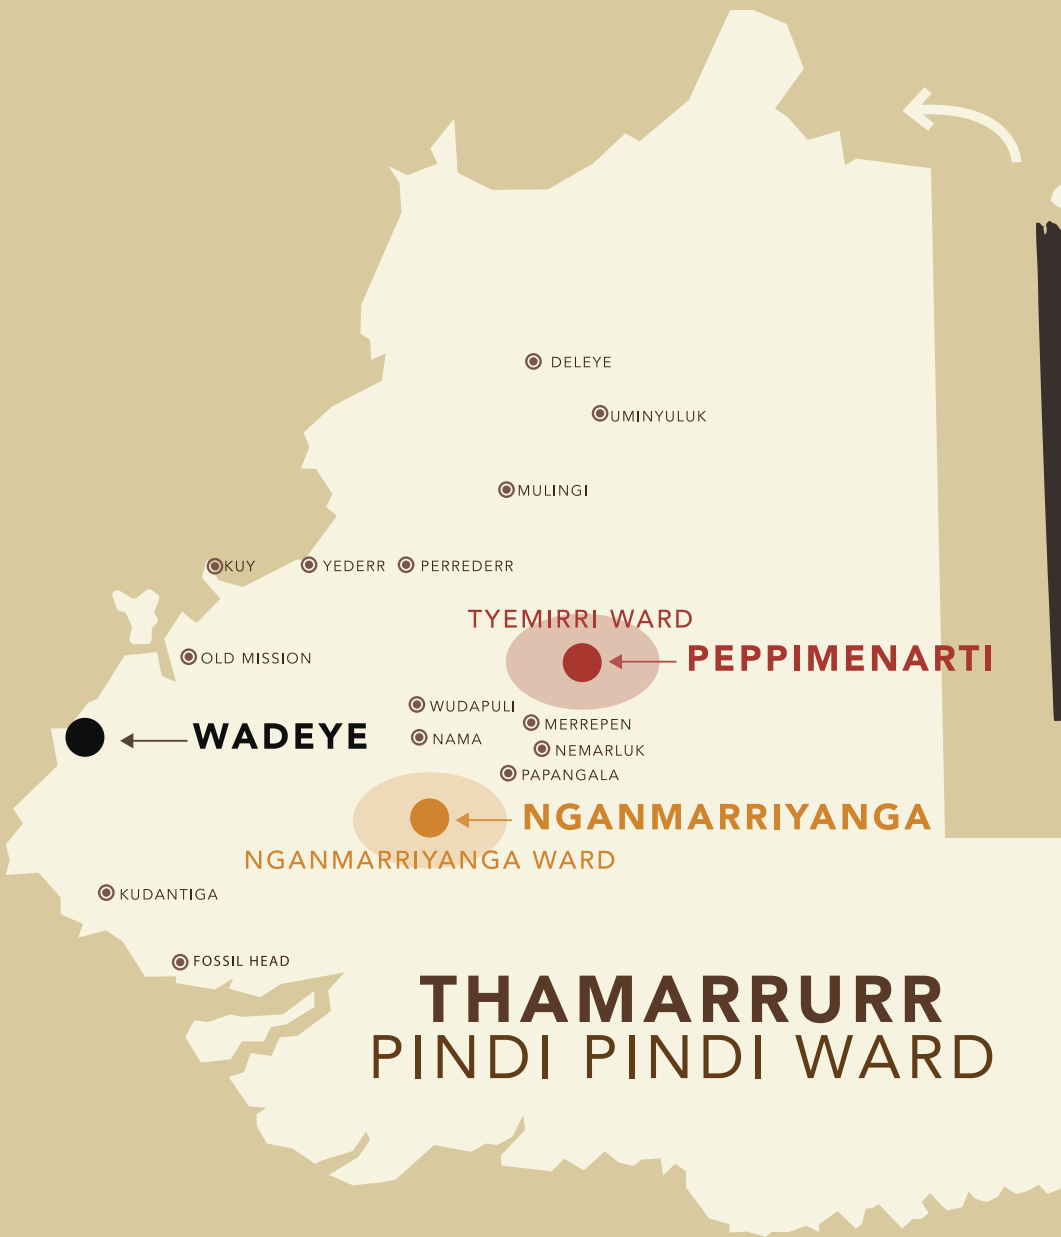 DELEYE
UMINYULUK
MULINGI
KUY
YEDERR
PERREDERR
TYEMIRRI WARD
PEPPIMENARTI
OLD MISSION
WUDAPULI
MERREPEN
WADEYE
NAMA
NEMARLUK
PAPANGALA
NGANMARRIYANGA
NGANMARRIYANGA WARD
KUDANTIGA
FOSSIL HEAD
THAMARRURR
PINDI PINDI WARD